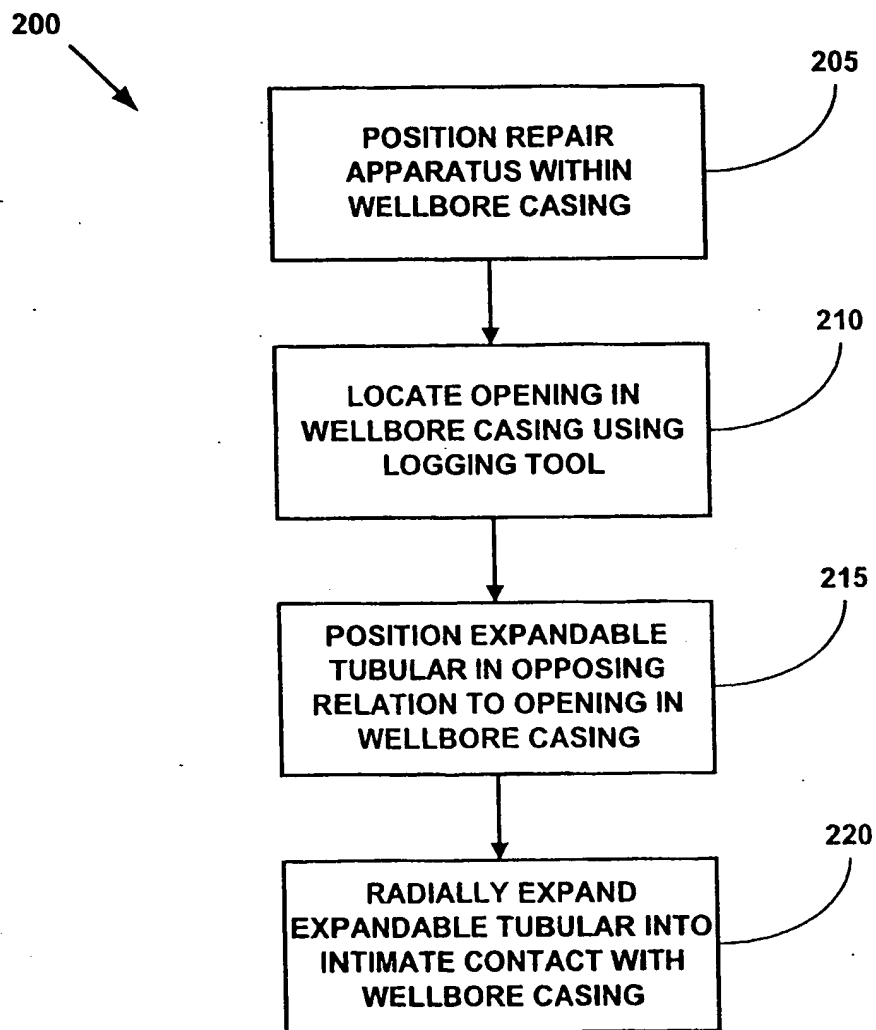 200
205
POSITION REPAIR
APPARATUS WITHIN
WELLBORE CASING
210
LOCATE OPENING IN
WELLBORE CASING USING
LOGGING TOOL
215
POSITION EXPANDABLE
TUBULAR IN OPPOSING
RELATION TO OPENING IN
WELLBORE CASING
220
RADIALLY EXPAND
EXPANDABLE TUBULAR INTO
INTIMATE CONTACT WITH
WELLBORE CASING